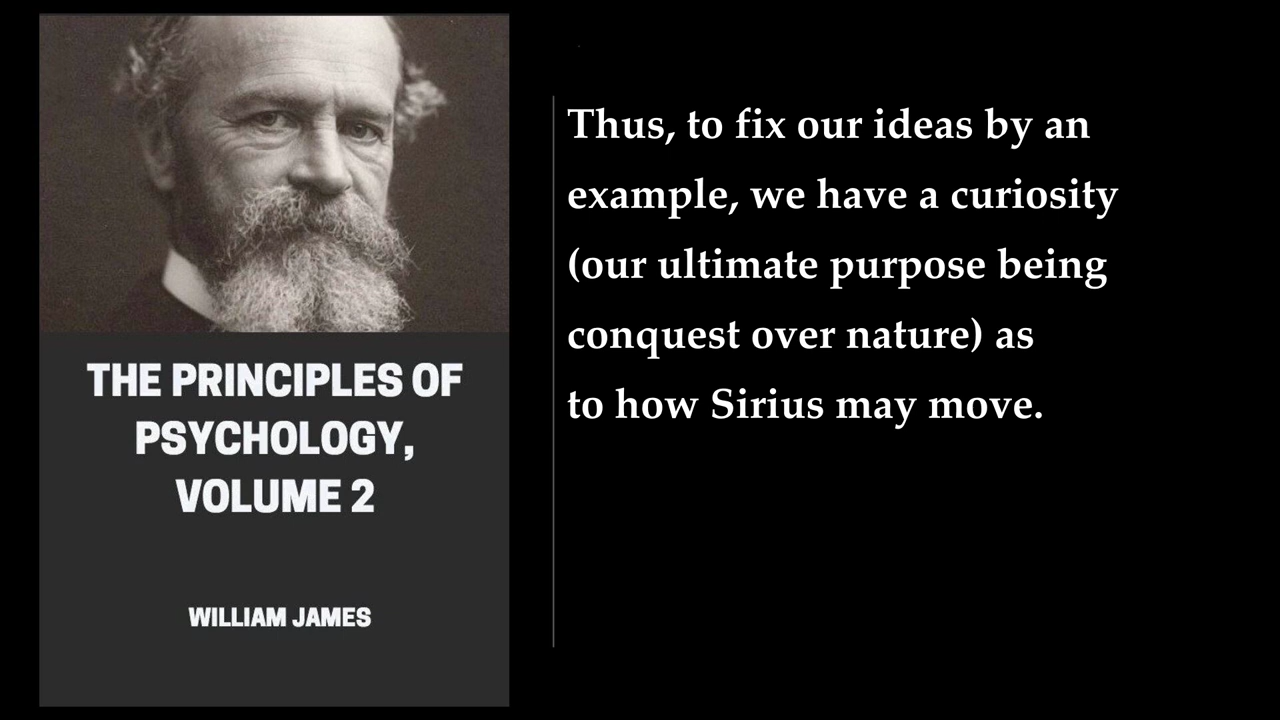 THE PRINCIPLES OF
PSYCHOLOGY,
VOLUME 2
WILLIAM JAMES
Thus, to fix our ideas by an
example, we have a curiosity
(our ultimate purpose being
conquest over nature) as
to how Sirius may move.